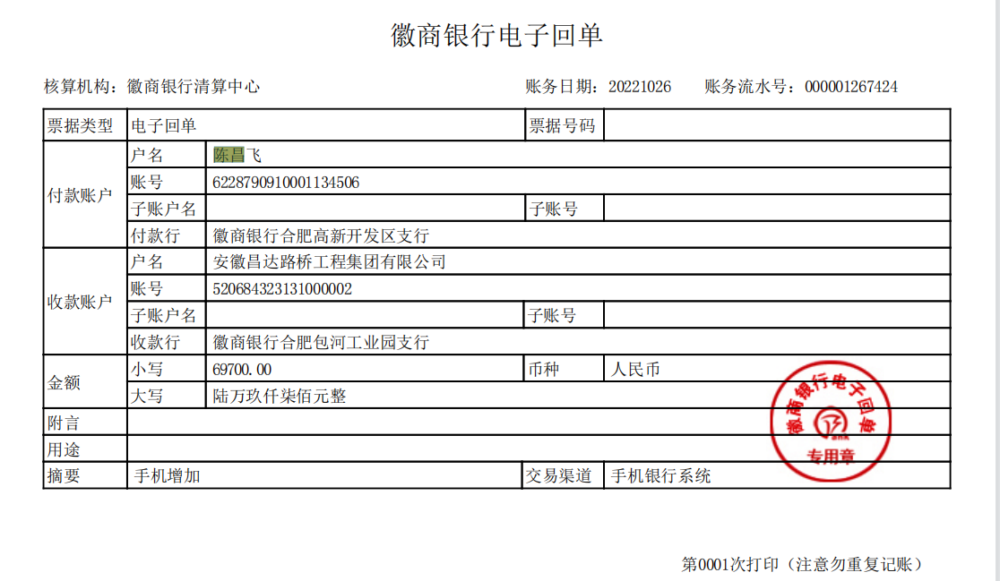 徽商银行电子回单
核算机构：徽商银行清算中心 账务日期：20221026 账务流水号：000001267424
票据类型 电子回单 票据号码
付款账户
户名 陈昌飞
账号 6228790910001134506
子账户名 子账号
付款行 徽商银行合肥高新开发区支行
收款账户
户名 安徽昌达路桥工程集团有限公司
账号 520684323131000002
子账户名 子账号
收款行 徽商银行合肥包河工业园支行
金额
小写 69700.00 币种 人民币
大写 陆万玖仟柒佰元整
附言
用途
摘要 手机增加 交易渠道 手机银行系统
徽商银行电子回单
Bank
专用章
第0001次打印（注意勿重复记账）